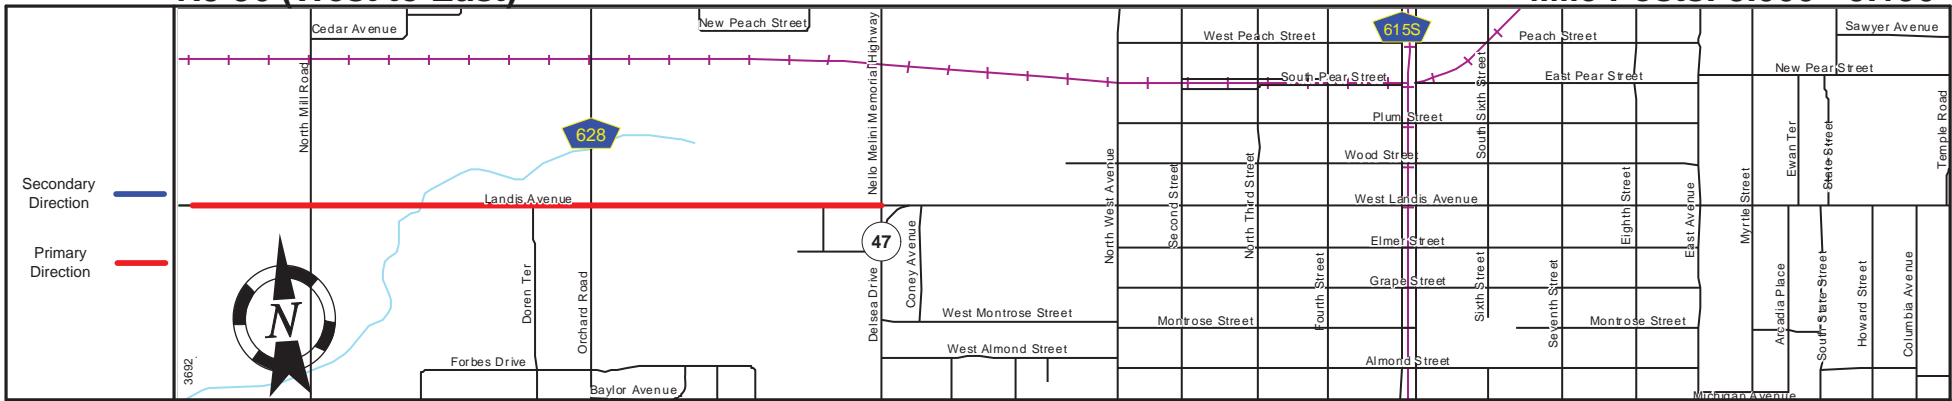 Cedar Avenue
New Peach Street
West Peach Street
615S
Peach Street
Sawyer Avenue
North Mill Road
Nello Melini Memorial Highway
South Pear Street
South Sixth Street
East Pear Street
New Pear Street
628
Plum Street
Wood Street
Ewan Ter
State Street
Temple Road
Secondary
Direction
Landis Avenue
West Landis Avenue
North West Avenue
Second Street
North Third Street
Eighth Street
East Avenue
Myrtle Street
Primary
Direction
47
Elmer Street
N
Doren Ter
Orchard Road
Delsea Drive
Coney Avenue
Grape Street
Fourth Street
Sixth Street
Seventh Street
Arcadia Place
South State Street
Howard Street
Columbia Avenue
West Montrose Street
Montrose Street
Montrose Street
3692
Forbes Drive
West Almond Street
Almond Street
Baylor Avenue
Michigan Avenue